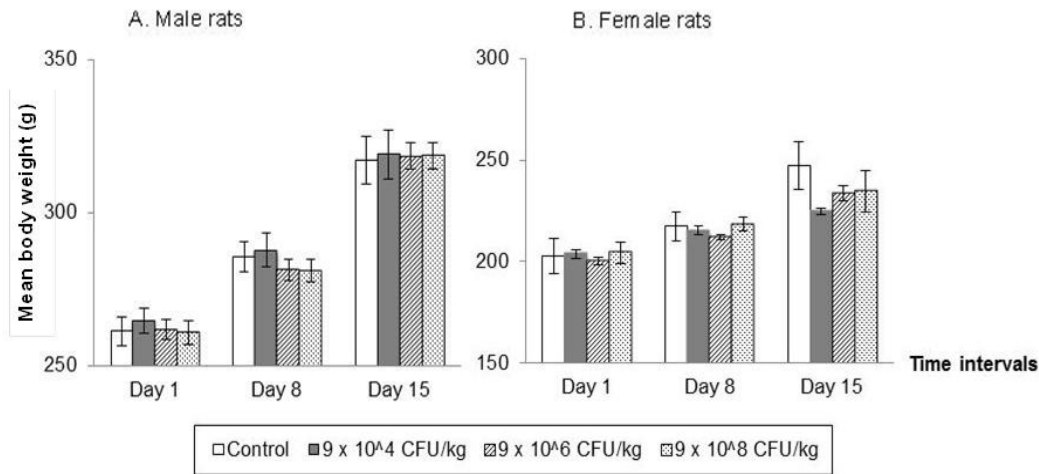 A. Male rats
B. Female rats
Mean body weight (g)
350
300
250
Day 1
Day 8
Day 15
300
250
200
150
Day 1
Day 8
Day 15
Time intervals
Control
9 x 10^4 CFU/kg
9 x 10^6 CFU/kg
9 x 10^8 CFU/kg